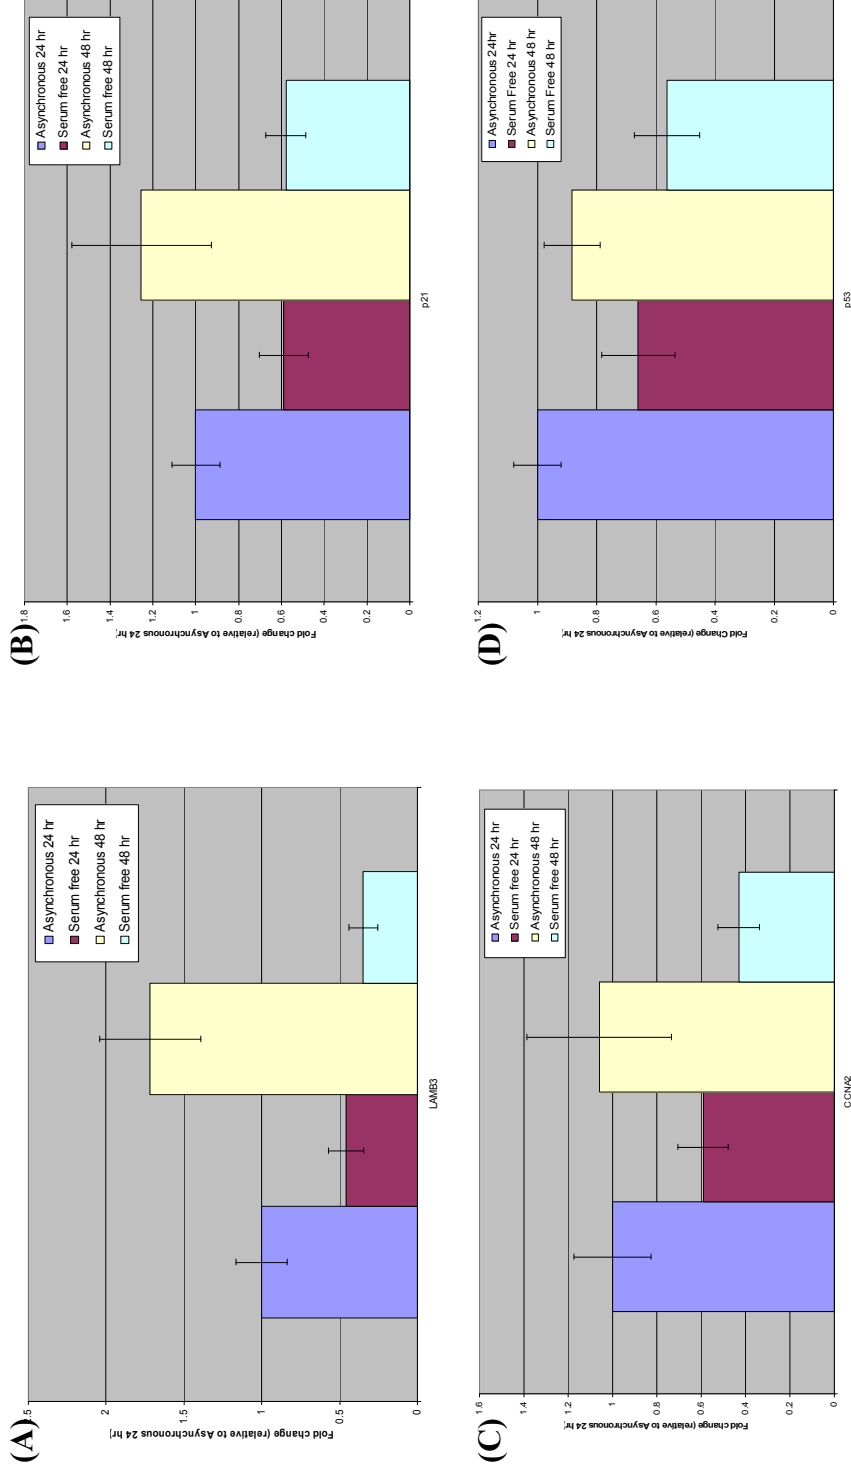 (A)
2.5
2
1.5
1
0.5
0
Fold change (relative to Asynchronous 24 hr)
LAMB3
Asynchronous 24 hr
Serum free 24 hr
Asynchronous 48 hr
Serum free 48 hr
(B)
1.8
1.6
1.4
1.2
1
0.8
0.6
0.4
0.2
0
Fold Change (relative to Asynchronous 24 hr)
p21
Asynchronous 24 hr
Serum free 24 hr
Asynchronous 48 hr
Serum free 48 hr
(C)
1.6
1.4
1.2
1
0.8
0.6
0.4
0.2
0
Fold change (relative to Asynchronous 24 hr)
CCNA2
Asynchronous 24 hr
Serum free 24 hr
Asynchronous 48 hr
Serum free 48 hr
(D)
1.2
1
0.8
0.6
0.4
0.2
0
Fold Change (relative to Asynchronous 24 hr)
p53
Asynchronous 24hr
Serum Free 24 hr
Asynchronous 48 hr
Serum Free 48 hr